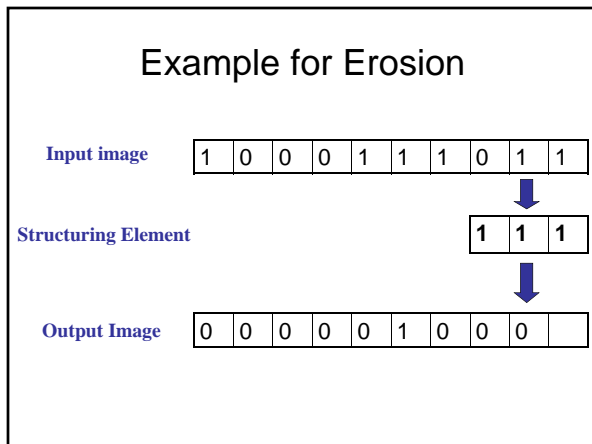 Example for Erosion
Input image 1 0 0 0 1 1 1 0 1 1
Structuring Element 1 1 1
Output Image 0 0 0 0 0 1 0 0 0